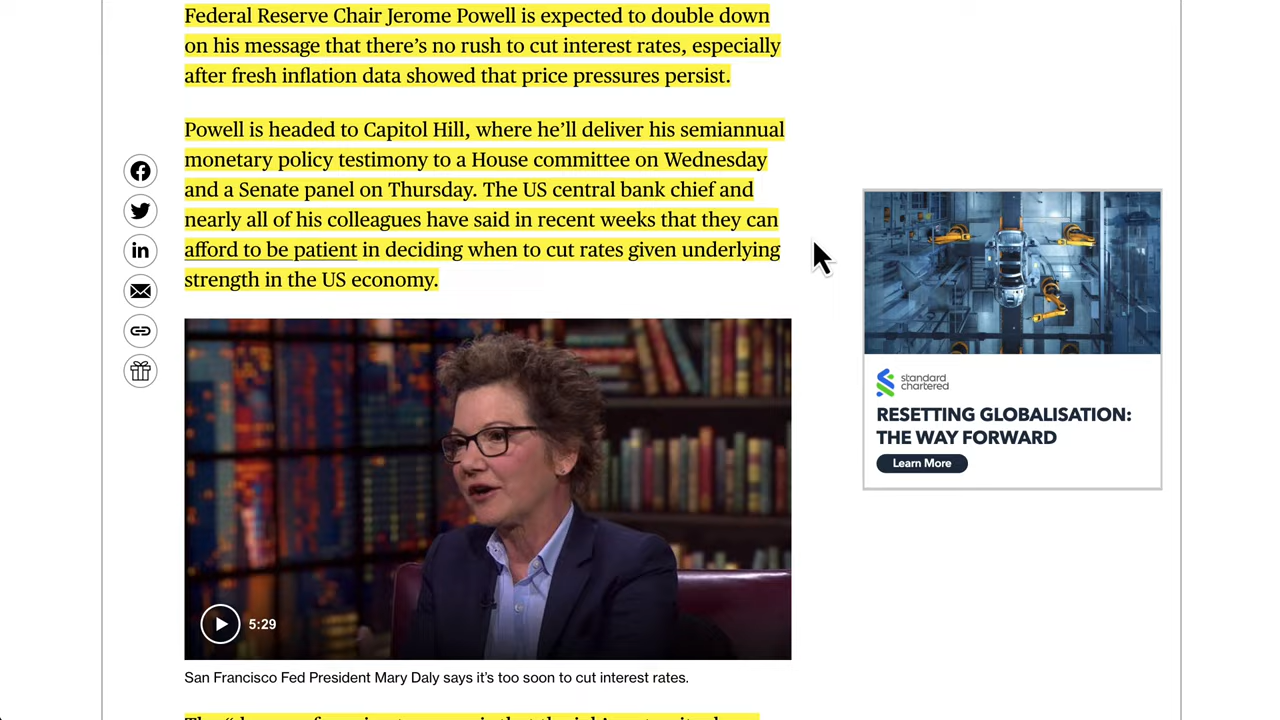 Federal Reserve Chair Jerome Powell is expected to double down
on his message that there’s no rush to cut interest rates, especially
after fresh inflation data showed that price pressures persist.
Powell is headed to Capitol Hill, where he’ll deliver his semiannual
monetary policy testimony to a House committee on Wednesday
and a Senate panel on Thursday. The US central bank chief and
nearly all of his colleagues have said in recent weeks that they can
afford to be patient in deciding when to cut rates given underlying
strength in the US economy.
5:29
San Francisco Fed President Mary Daly says it’s too soon to cut interest rates.
standard
chartered
RESETTING GLOBALISATION:
THE WAY FORWARD
Learn More